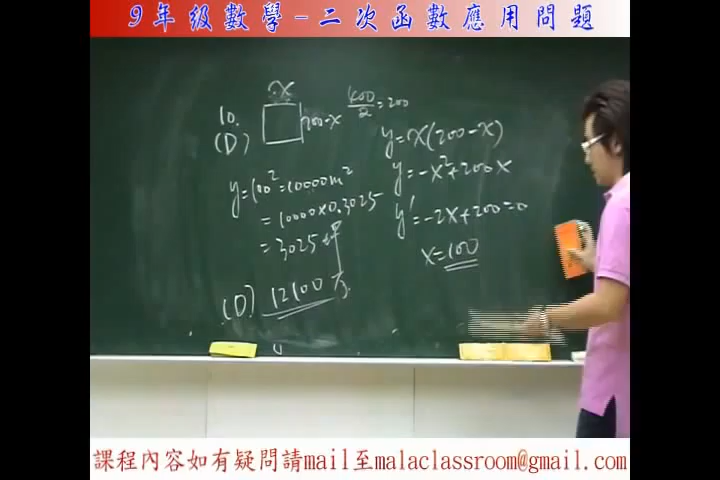 9年級數學-二次函數應用問題
10.
(D)
x
200-x
400/2=200
y=x(200-x)
y=-x²+200x
y'=-2x+200=0
x=100
y=100²=10000m²
=10000×0.3025
=3025坪
(D) 12100万
課程內容如有疑問請mail至malaclassroom@gmail.com